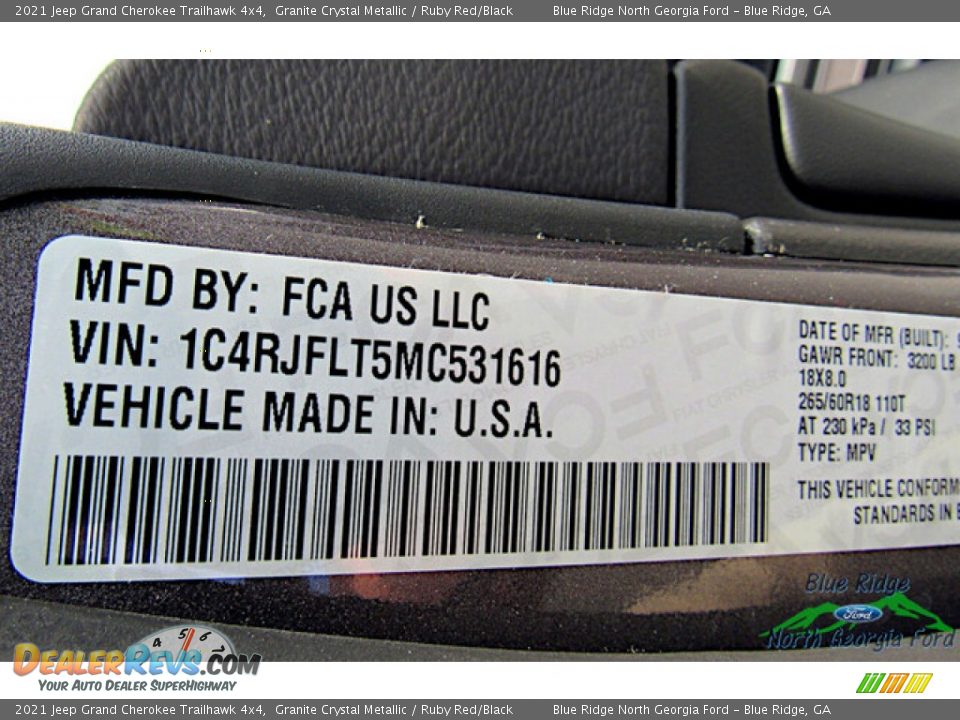 2021 Jeep Grand Cherokee Trailhawk 4x4,  Granite Crystal Metallic / Ruby Red/Black        Blue Ridge North Georgia Ford – Blue Ridge, GA
MFD BY: FCA US LLC
VIN: 1C4RJFLT5MC531616
VEHICLE MADE IN: U.S.A.
DATE OF MFR (BUILT):
GAWR FRONT: 3200 LB
18X8.0
265/60R18 110T
AT 230 kPa / 33 PSI
TYPE: MPV
THIS VEHICLE CONFORM
STANDARDS IN
Blue Ridge
Ford
North Georgia Ford
4 5 6
DealerRevs.com
Your Auto Dealer SuperHighway
2021 Jeep Grand Cherokee Trailhawk 4x4,  Granite Crystal Metallic / Ruby Red/Black        Blue Ridge North Georgia Ford – Blue Ridge, GA